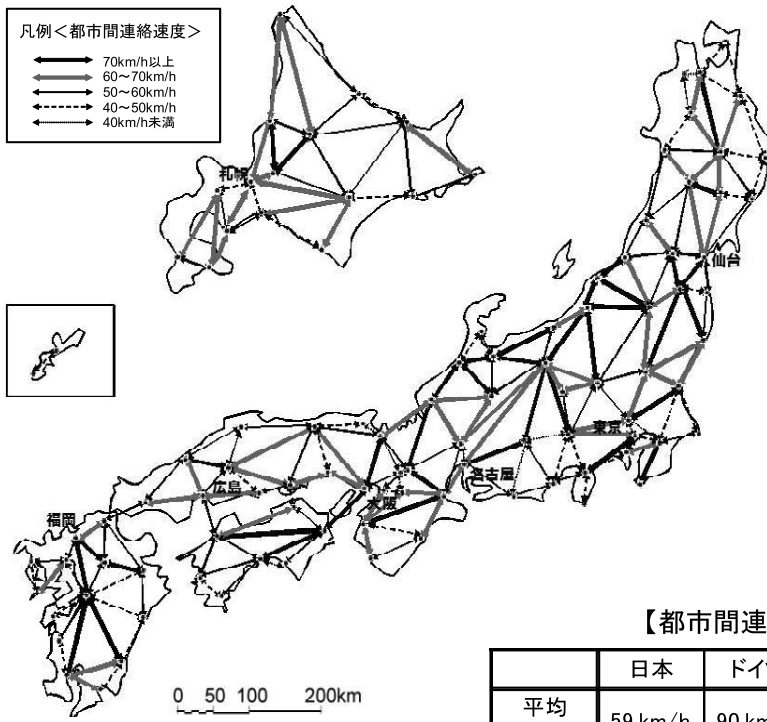 凡例＜都市間連絡速度＞
70km/h以上
60～70km/h
50～60km/h
40～50km/h
40km/h未満
札幌
仙台
東京
名古屋
大阪
広島
福岡
0 50 100 200km
【都市間連
日本 ドイ
平均
59 km/h 90 km